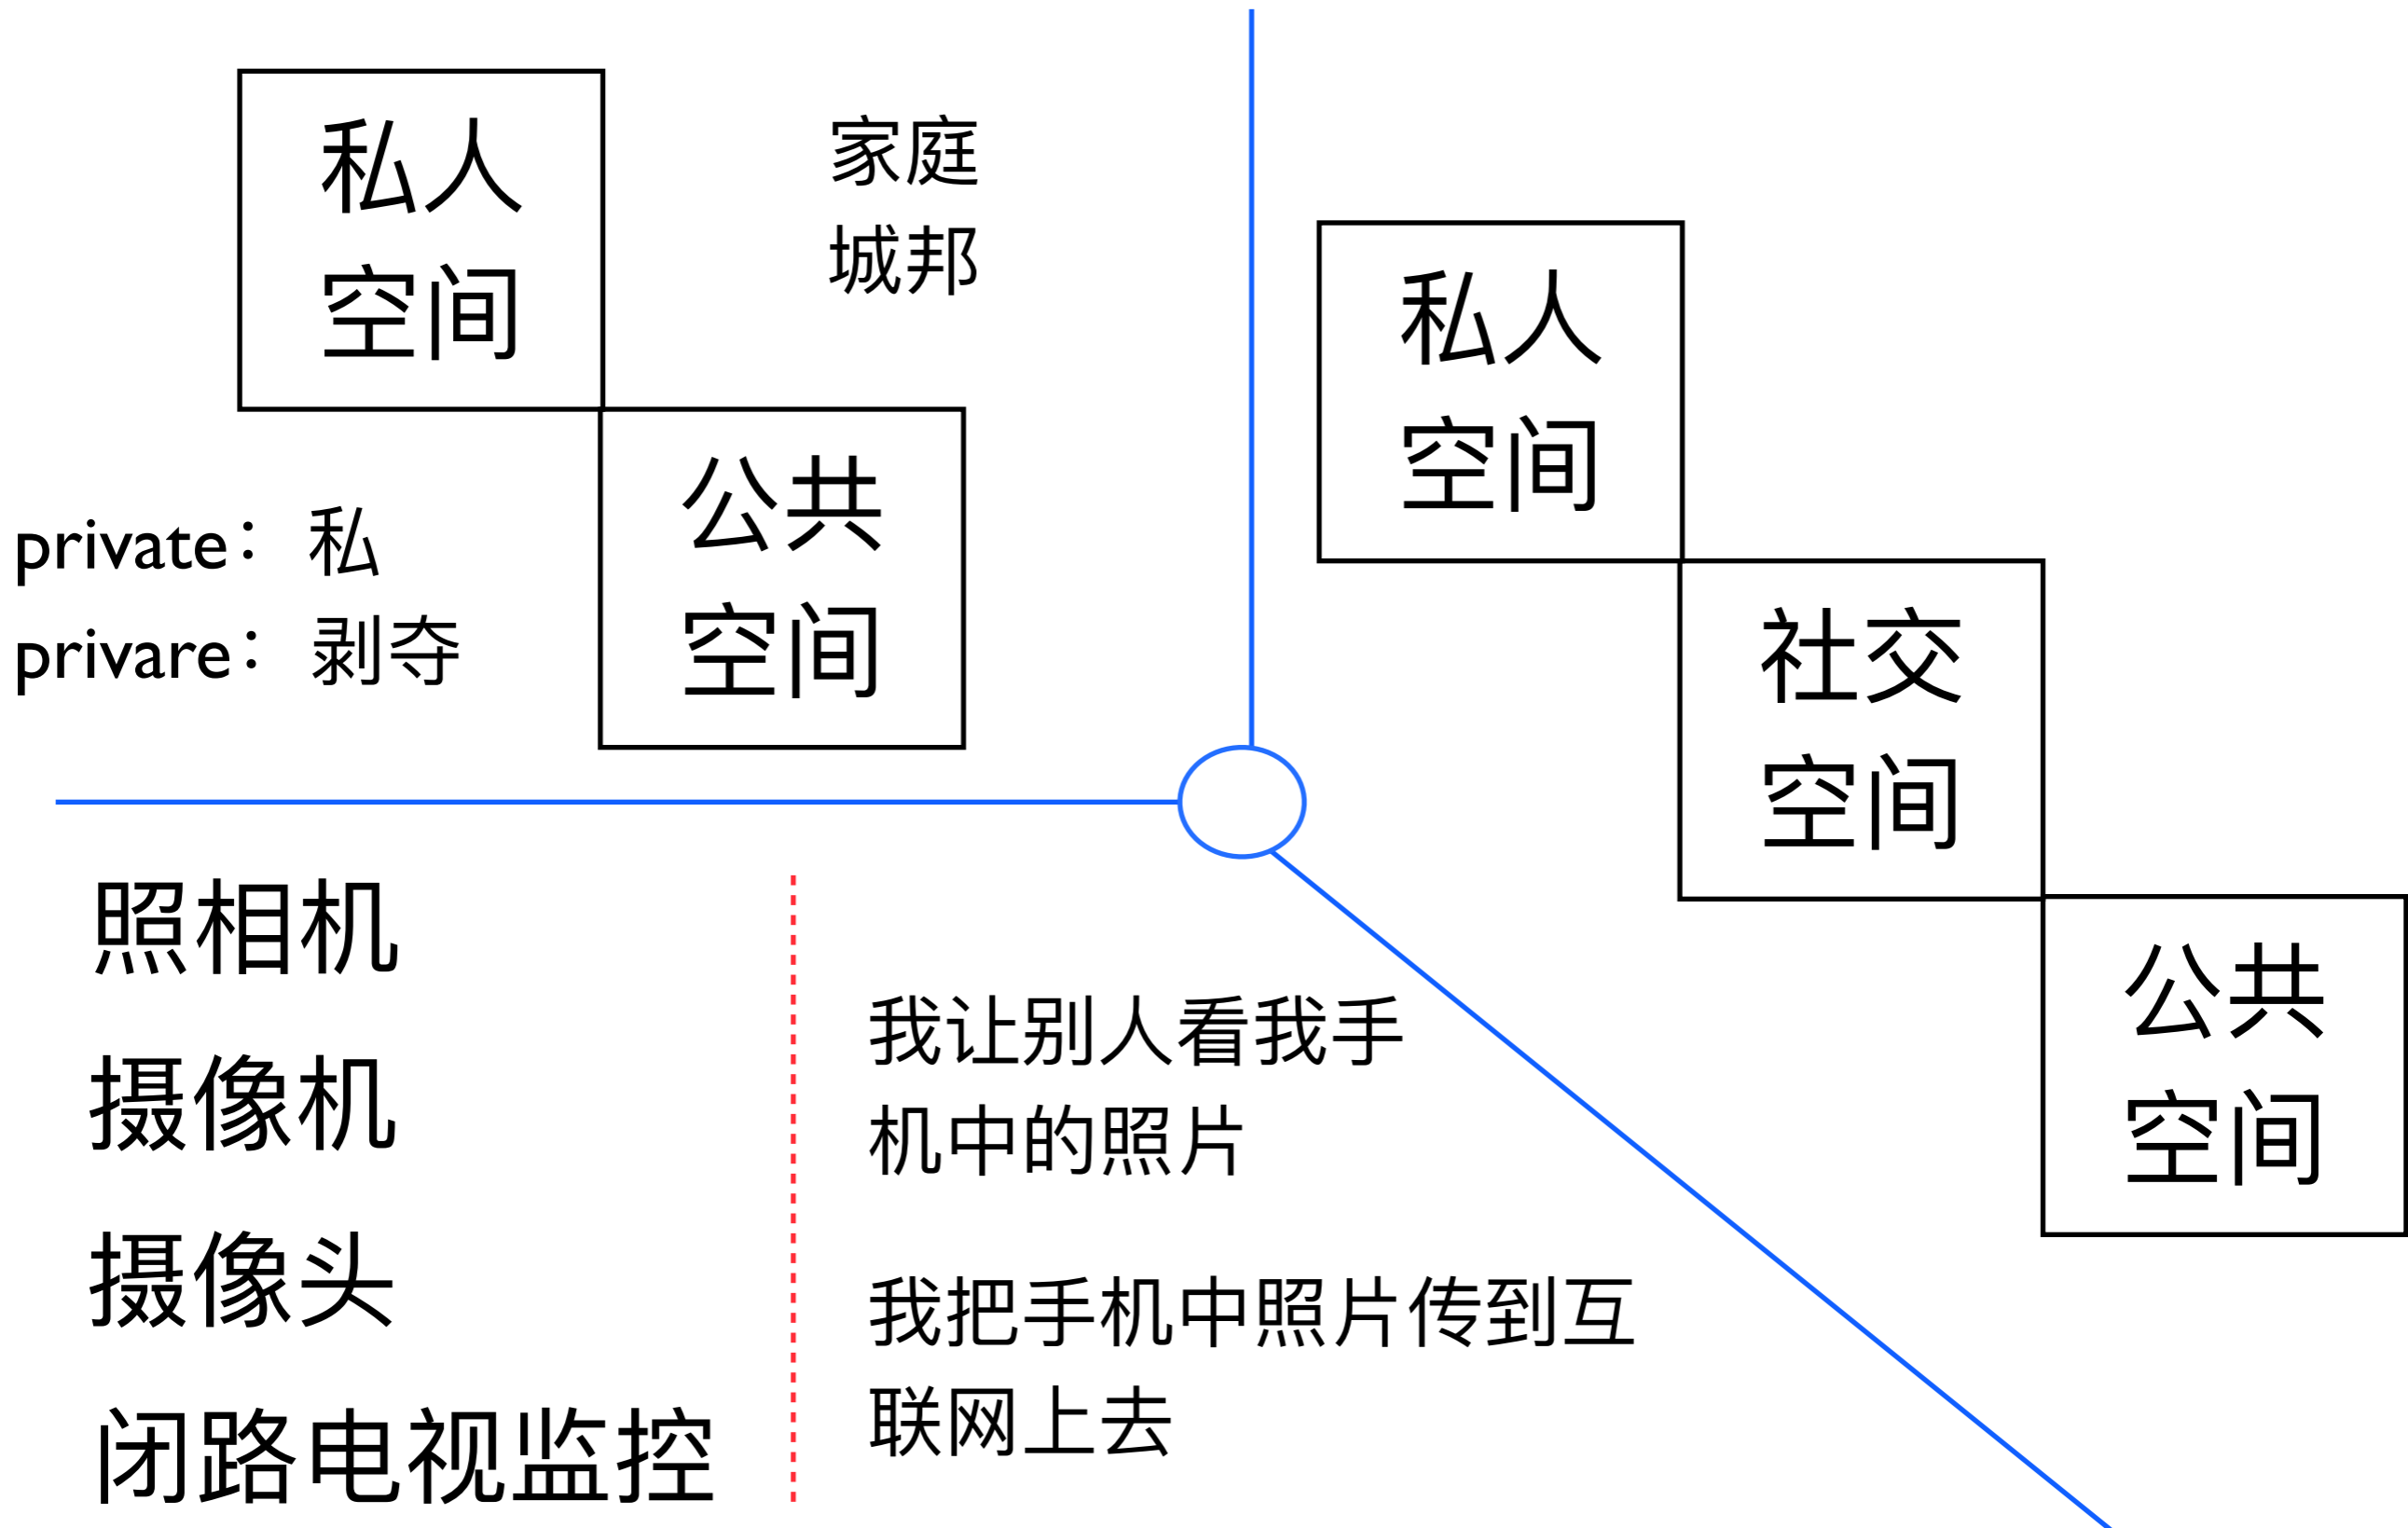 私人
空间
家庭
城邦
private：私
privare：剥夺
公共
空间
私人
空间
社交
空间
公共
空间
照相机
摄像机
摄像头
闭路电视监控
我让别人看我手
机中的照片
我把手机中照片传到互
联网上去